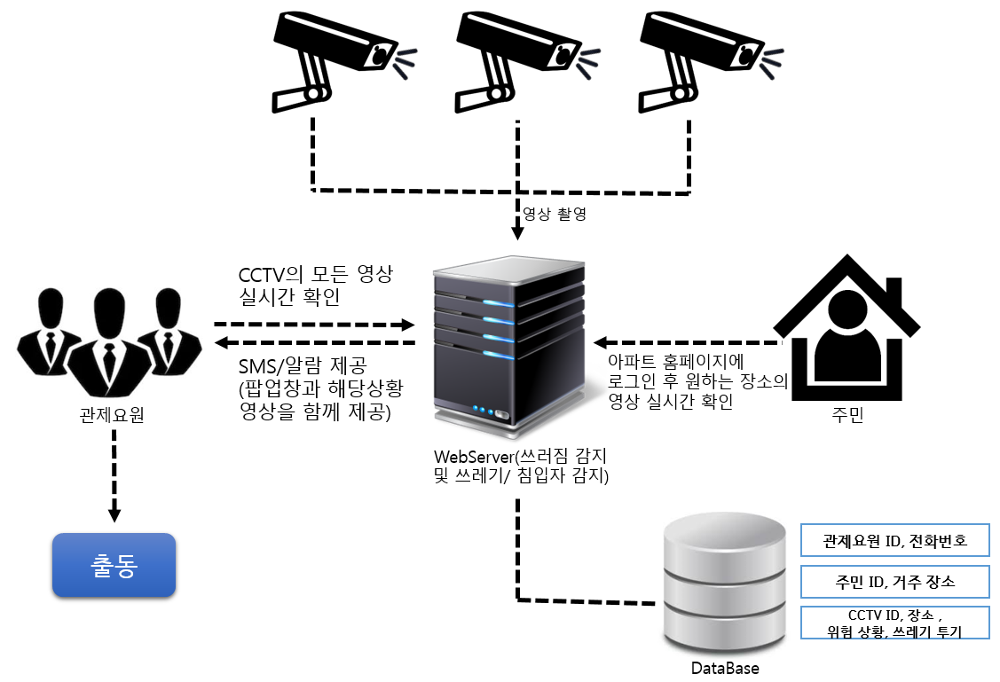 영상 촬영
CCTV의 모든 영상
실시간 확인
SMS/알람 제공
(팝업창과 해당상황
영상을 함께 제공)
관제요원
출동
WebServer(쓰러짐 감지
및 쓰레기/ 침입자 감지)
아파트 홈페이지에
로그인 후 원하는 장소의
영상 실시간 확인
주민
관제요원 ID, 전화번호
주민 ID, 거주 장소
CCTV ID, 장소 ,
위험 상황, 쓰레기 투기
DataBase